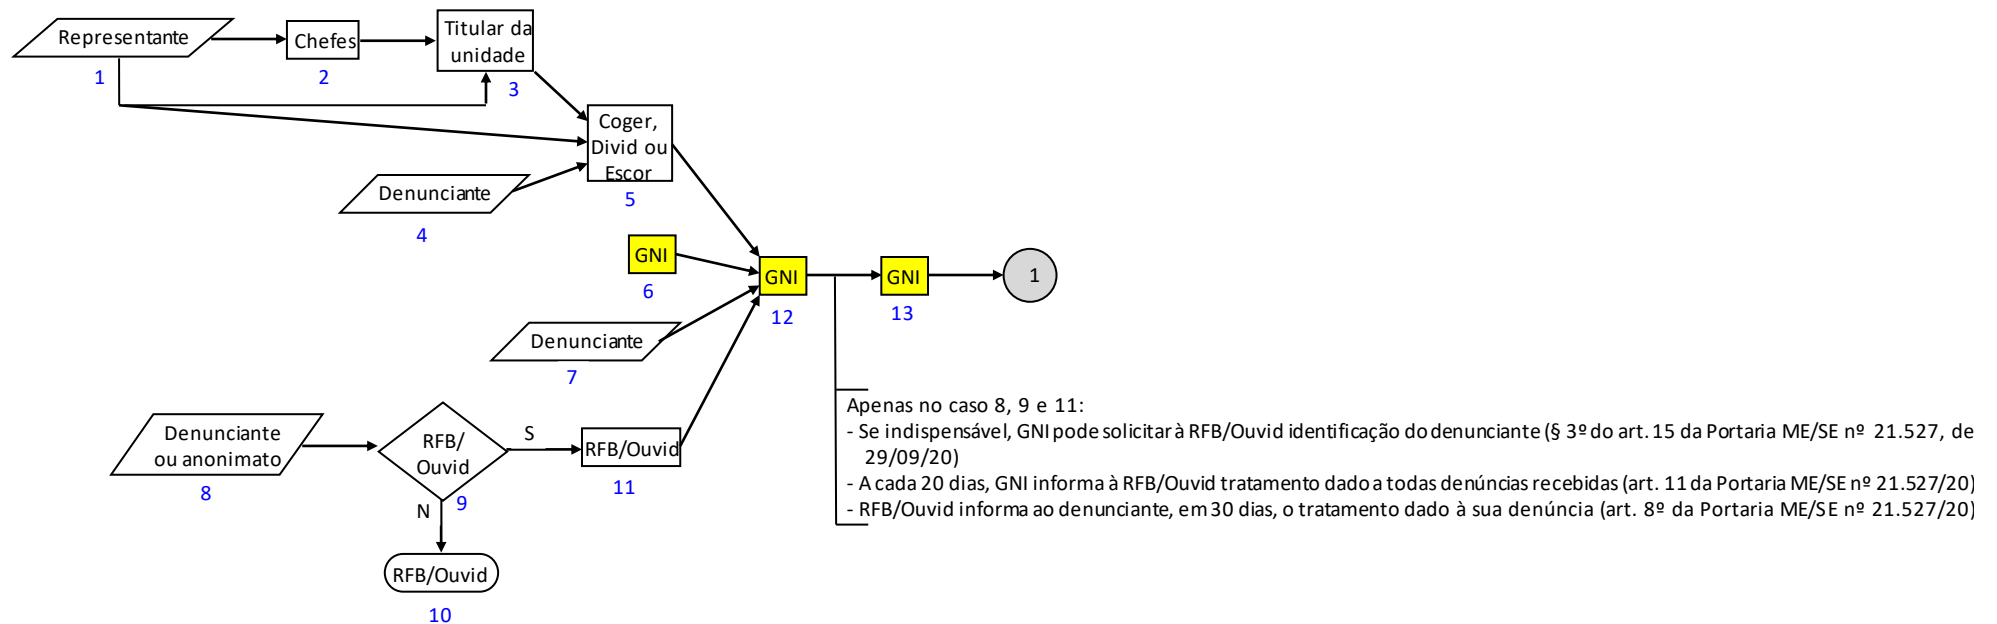 Representante
1
Chefes
2
Titular da
unidade
3
Coger,
Divid ou
Escor
5
Denunciante
4
GNI
6
GNI
12
GNI
13
1
Denunciante
7
Denunciante
ou anonimato
8
RFB/
Ouvid
9
S
N
RFB/Ouvid
11
RFB/Ouvid
10
Apenas no caso 8, 9 e 11:
- Se indispensável, GNI pode solicitar à RFB/Ouvid identificação do denunciante (§ 3º do art. 15 da Portaria ME/SE nº 21.527, de
29/09/20)
- A cada 20 dias, GNI informa à RFB/Ouvid tratamento dado a todas denúncias recebidas (art. 11 da Portaria ME/SE nº 21.527/20)
- RFB/Ouvid informa ao denunciante, em 30 dias, o tratamento dado à sua denúncia (art. 8º da Portaria ME/SE nº 21.527/20)